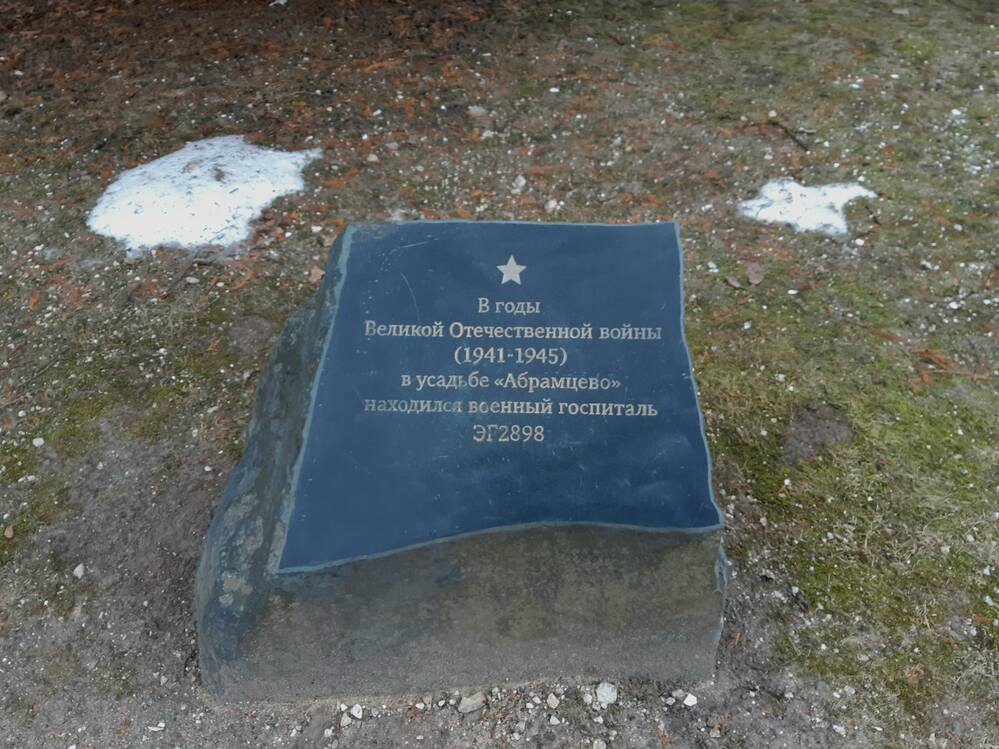 В годы
Великой Отечественной войны
(1941-1945)
в усадьбе «Абрамцево»
находился военный госпиталь
ЭГ2898